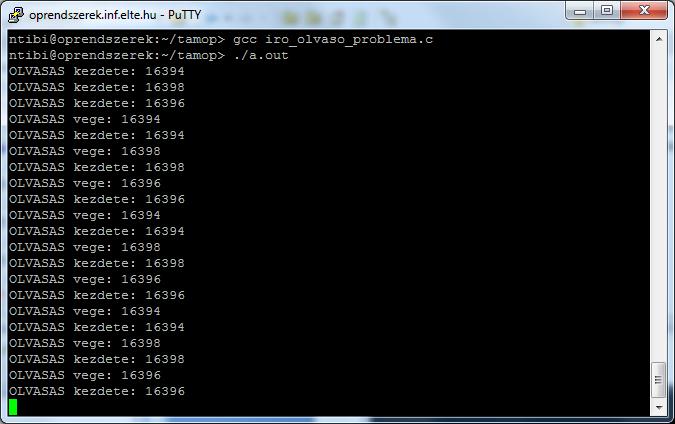 oprendszerek.inf.elte.hu - PuTTY
ntibi@oprendszerek:~/tamop> gcc iro_olvaso_problema.c
ntibi@oprendszerek:~/tamop> ./a.out
OLVASAS kezdete: 16394
OLVASAS kezdete: 16398
OLVASAS kezdete: 16396
OLVASAS vege: 16394
OLVASAS kezdete: 16394
OLVASAS vege: 16398
OLVASAS kezdete: 16398
OLVASAS vege: 16396
OLVASAS kezdete: 16396
OLVASAS vege: 16394
OLVASAS kezdete: 16394
OLVASAS vege: 16398
OLVASAS kezdete: 16398
OLVASAS vege: 16396
OLVASAS kezdete: 16396
OLVASAS vege: 16394
OLVASAS kezdete: 16394
OLVASAS vege: 16398
OLVASAS kezdete: 16398
OLVASAS vege: 16396
OLVASAS kezdete: 16396